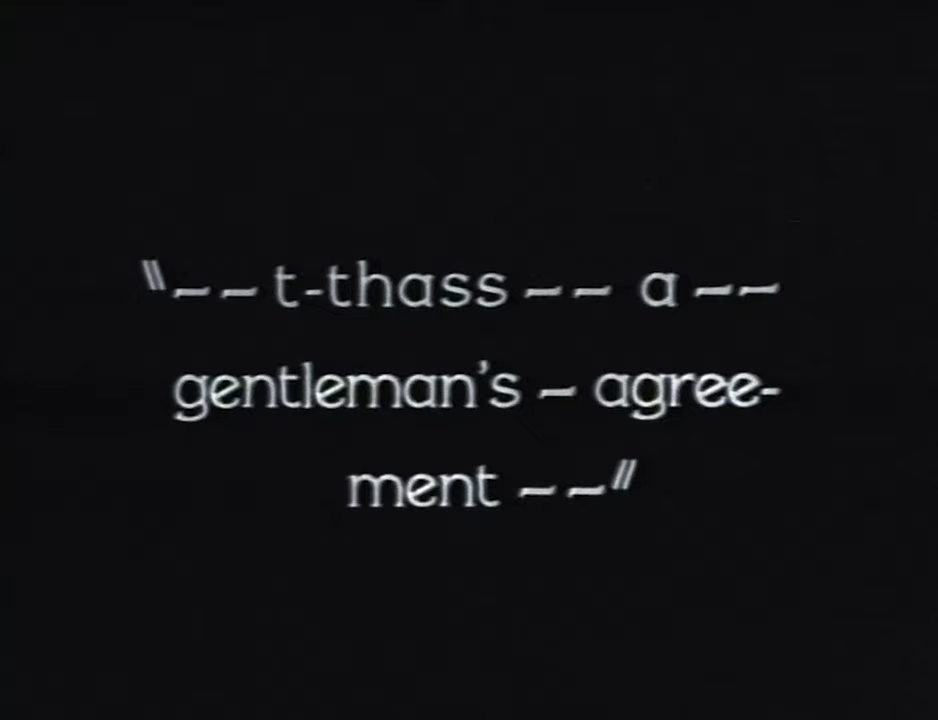 "-- t-thass -- a --
gentleman's - agree-
ment --"